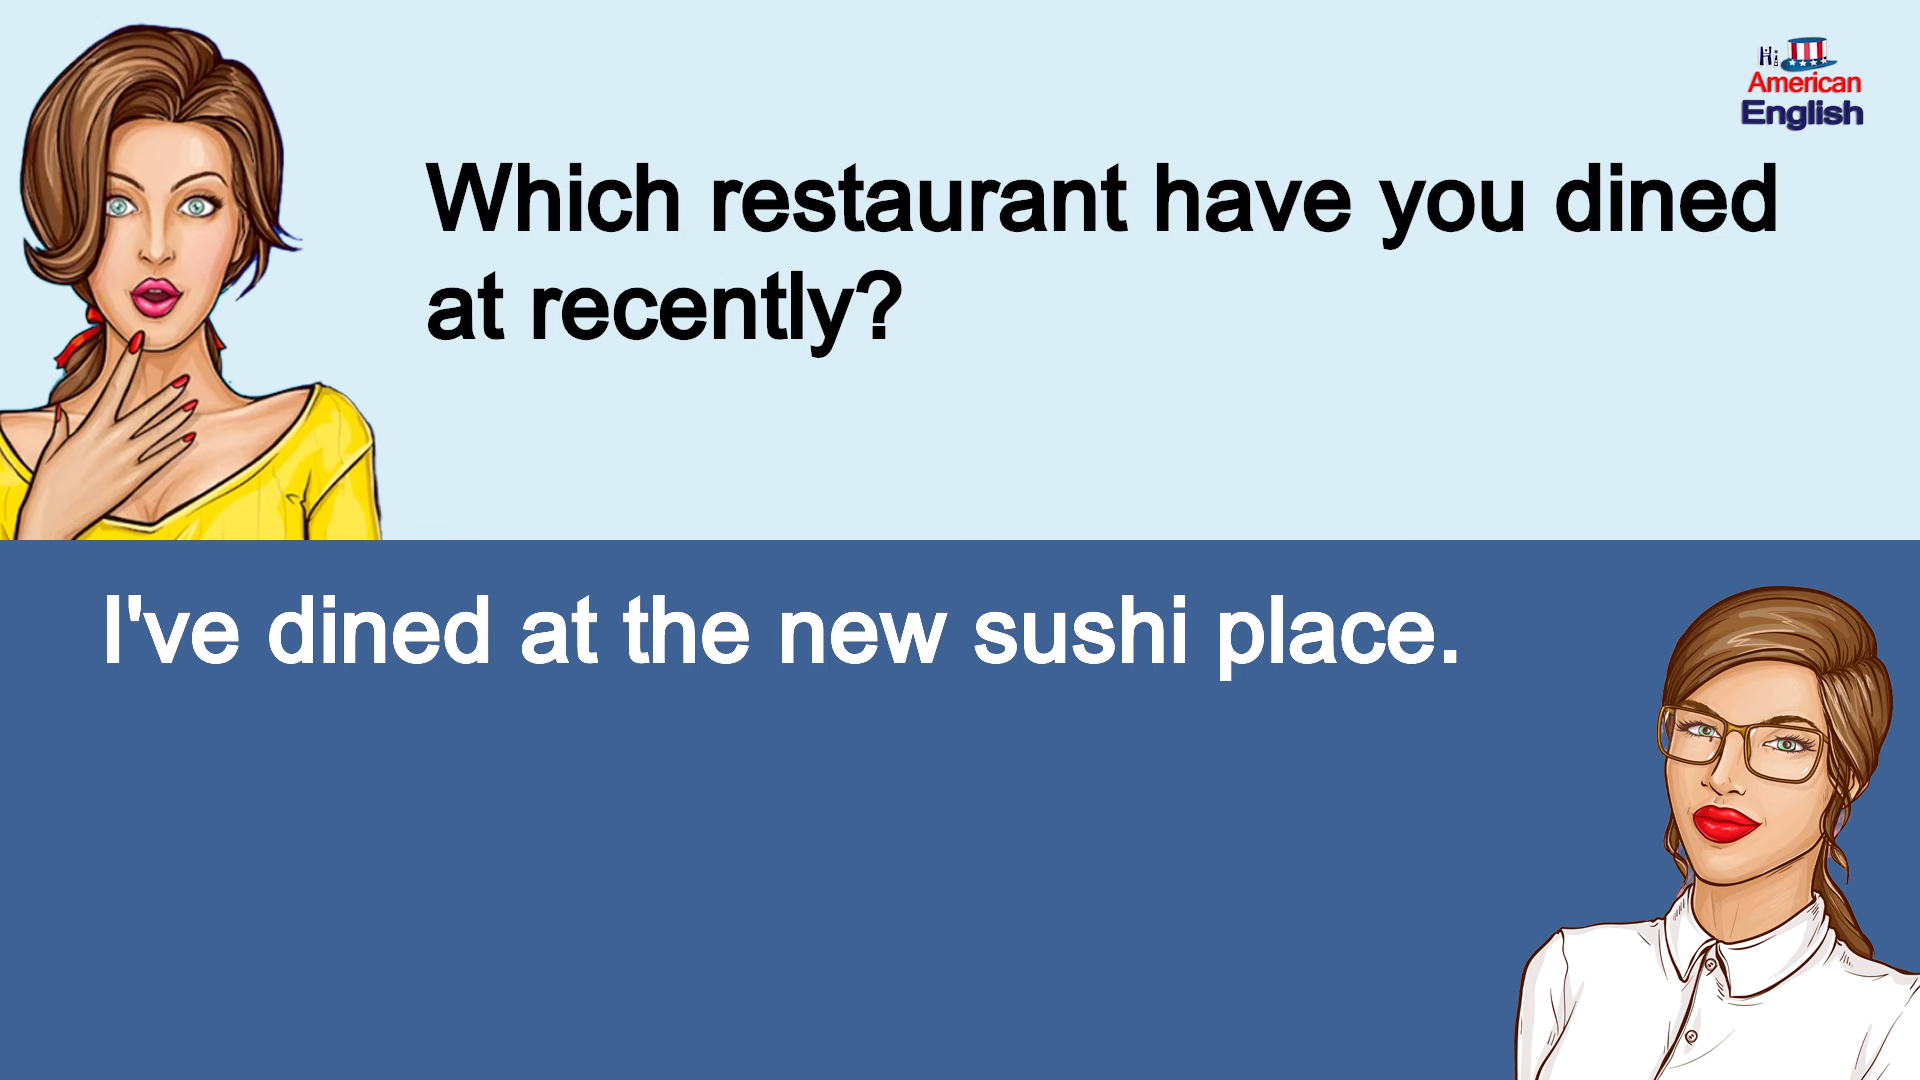 Hi
American
English
Which restaurant have you dined
at recently?
I've dined at the new sushi place.